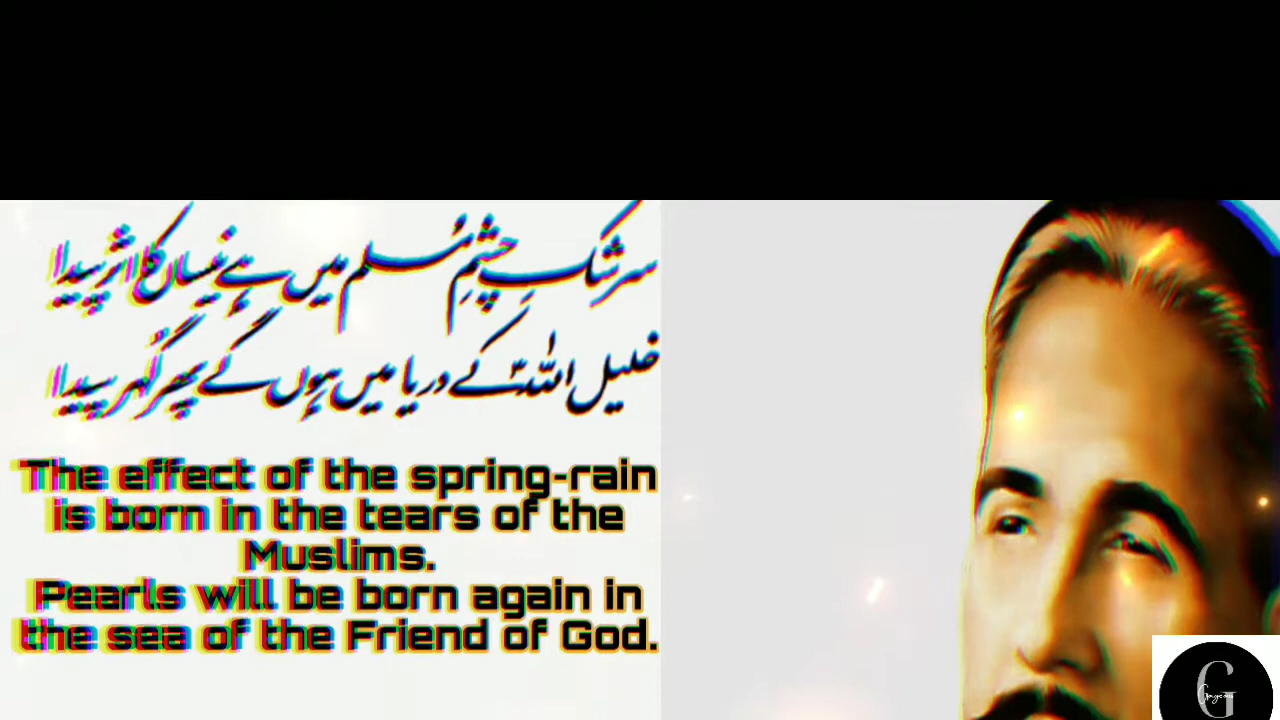 سرشکِ چشمِ مُسلم میں ہے نیساں کا اثر پیدا
خلیل اللہؑ کے دریا میں ہوں گے پھر گُہر پیدا
The effect of the spring-rain
is born in the tears of the
Muslims.
Pearls will be born again in
the sea of the Friend of God.
G